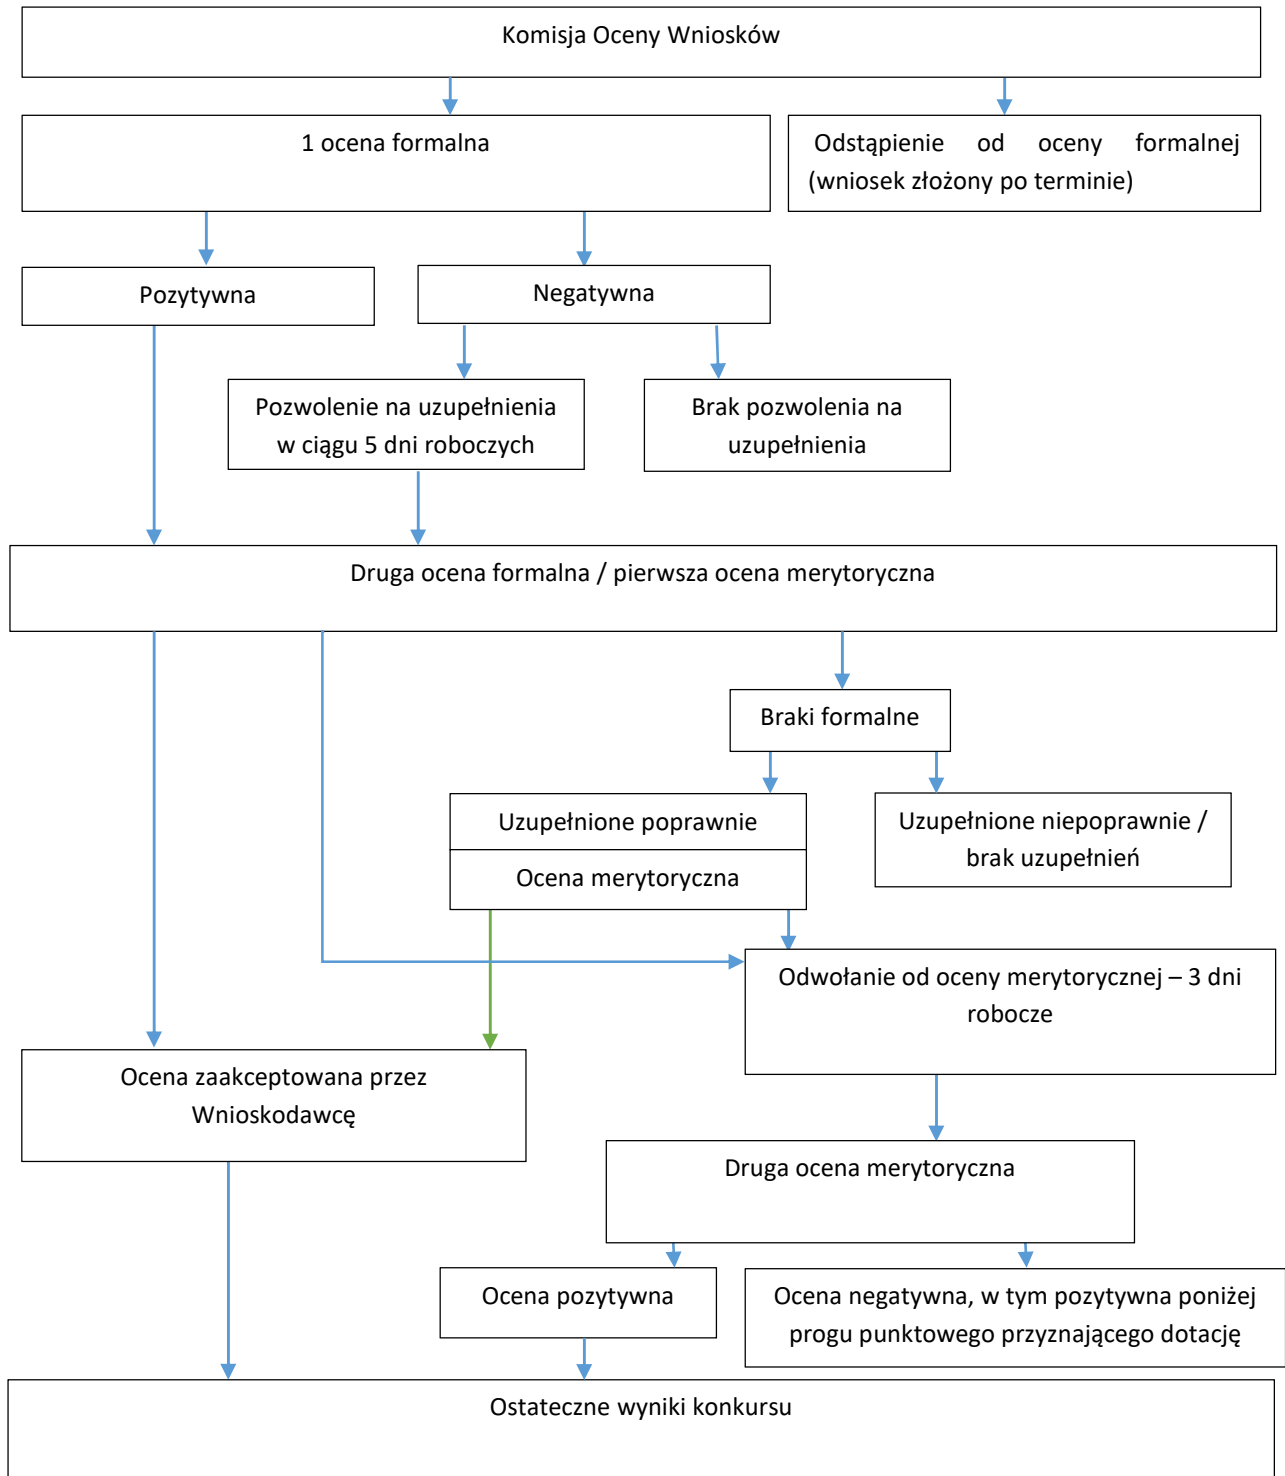 Komisja Oceny Wniosków
1 ocena formalna
Odstąpienie od oceny formalnej
(wniosek złożony po terminie)
Pozytywna
Negatywna
Pozwolenie na uzupełnienia
w ciągu 5 dni roboczych
Brak pozwolenia na
uzupełnienia
Druga ocena formalna / pierwsza ocena merytoryczna
Braki formalne
Uzupełnione poprawnie
Ocena merytoryczna
Uzupełnione niepoprawnie /
brak uzupełnień
Odwołanie od oceny merytorycznej – 3 dni
robocze
Ocena zaakceptowana przez
Wnioskodawcę
Druga ocena merytoryczna
Ocena pozytywna
Ocena negatywna, w tym pozytywna poniżej
progu punktowego przyznającego dotację
Ostateczne wyniki konkursu